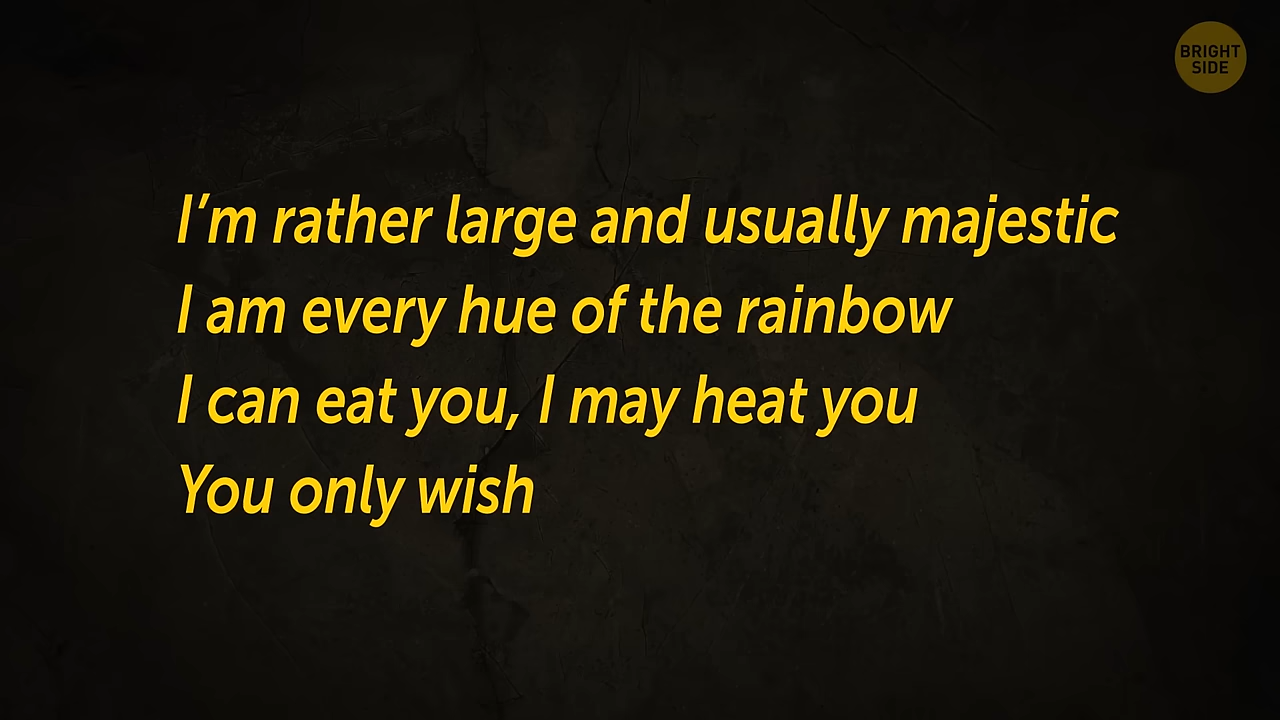 BRIGHT
SIDE
I'm rather large and usually majestic
I am every hue of the rainbow
I can eat you, I may heat you
You only wish